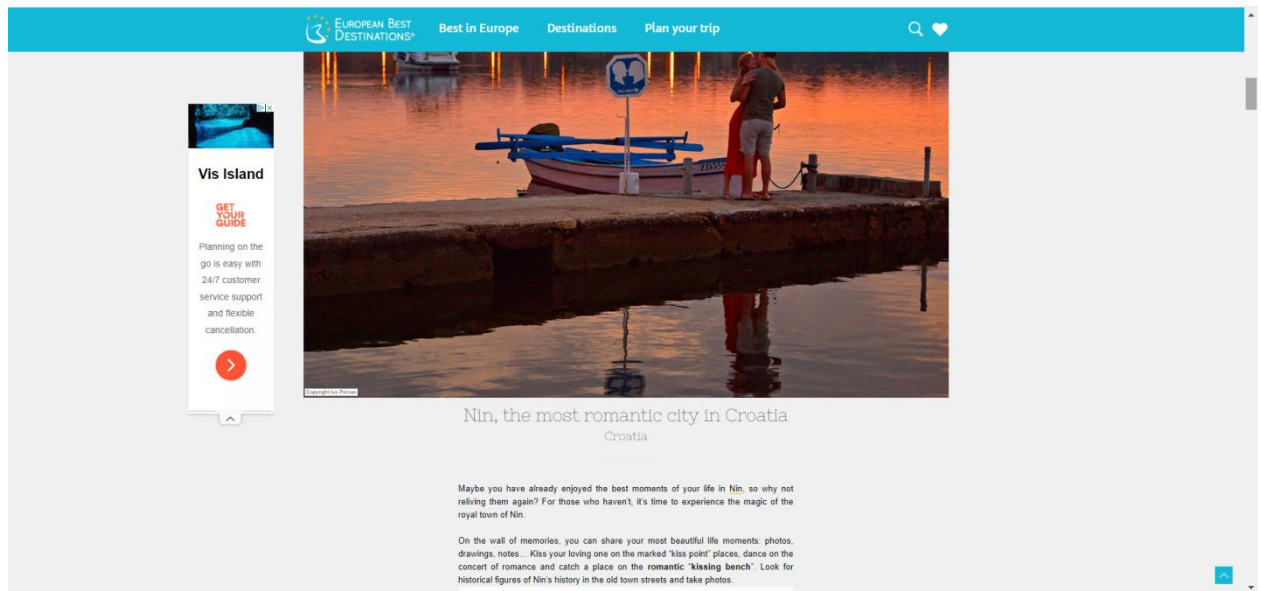 EUROPEAN BEST
DESTINATIONS®
Best in Europe
Destinations
Plan your trip
Vis Island
GET
YOUR
GUIDE
Planning on the
go is easy with
24/7 customer
service support
and flexible
cancellation.
Copyright Ivo Pervan
Nin, the most romantic city in Croatia
Croatia
Maybe you have already enjoyed the best moments of your life in Nin, so why not
reliving them again? For those who haven't, it's time to experience the magic of the
royal town of Nin.
On the wall of memories, you can share your most beautiful life moments: photos,
drawings, notes... Kiss your loving one on the marked "kiss point" places, dance on the
concert of romance and catch a place on the romantic "kissing bench". Look for
historical figures of Nin's history in the old town streets and take photos.